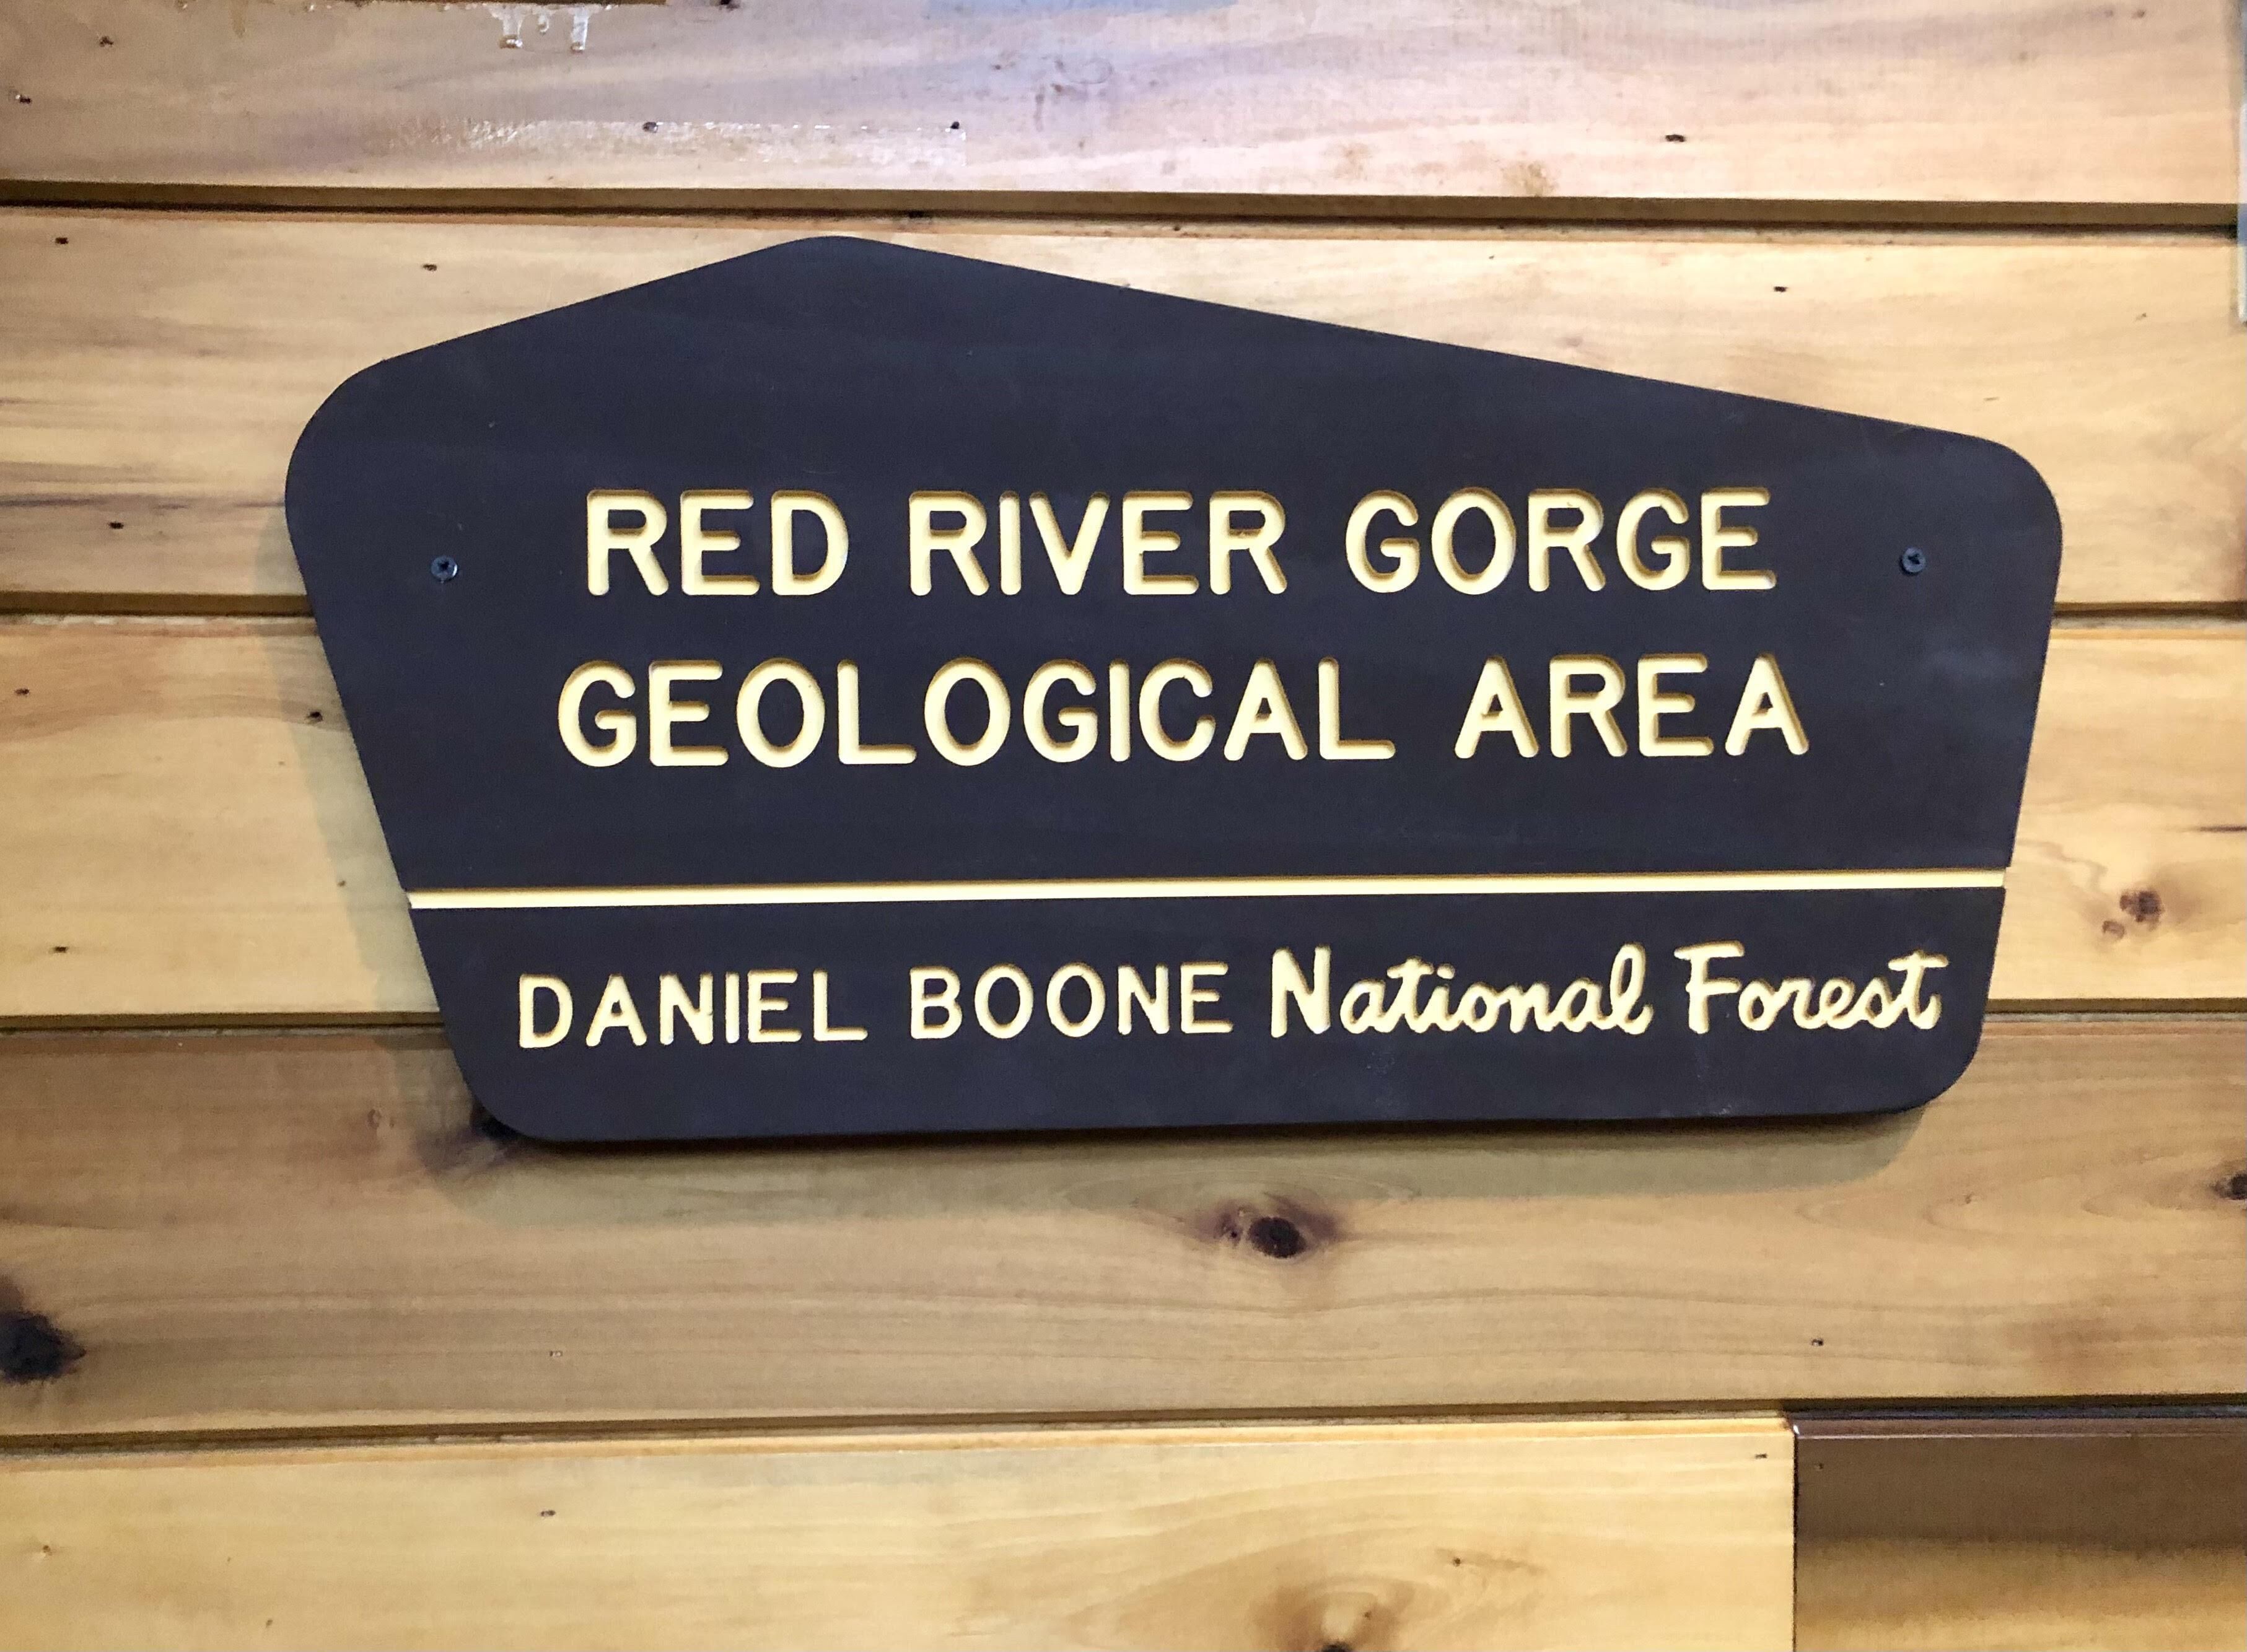 RED RIVER GORGE
GEOLOGICAL AREA
DANIEL BOONE National Forest